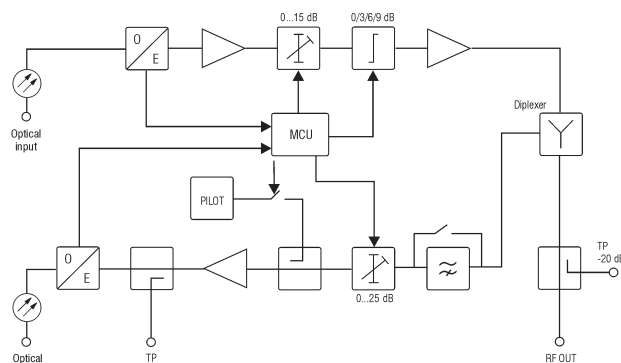 0...15 dB
0/3/6/9 dB
O
E
Optical
input
MCU
Diplexer
PILOT
O
E
0...25 dB
TP
-20 dB
Optical
TP
RF OUT